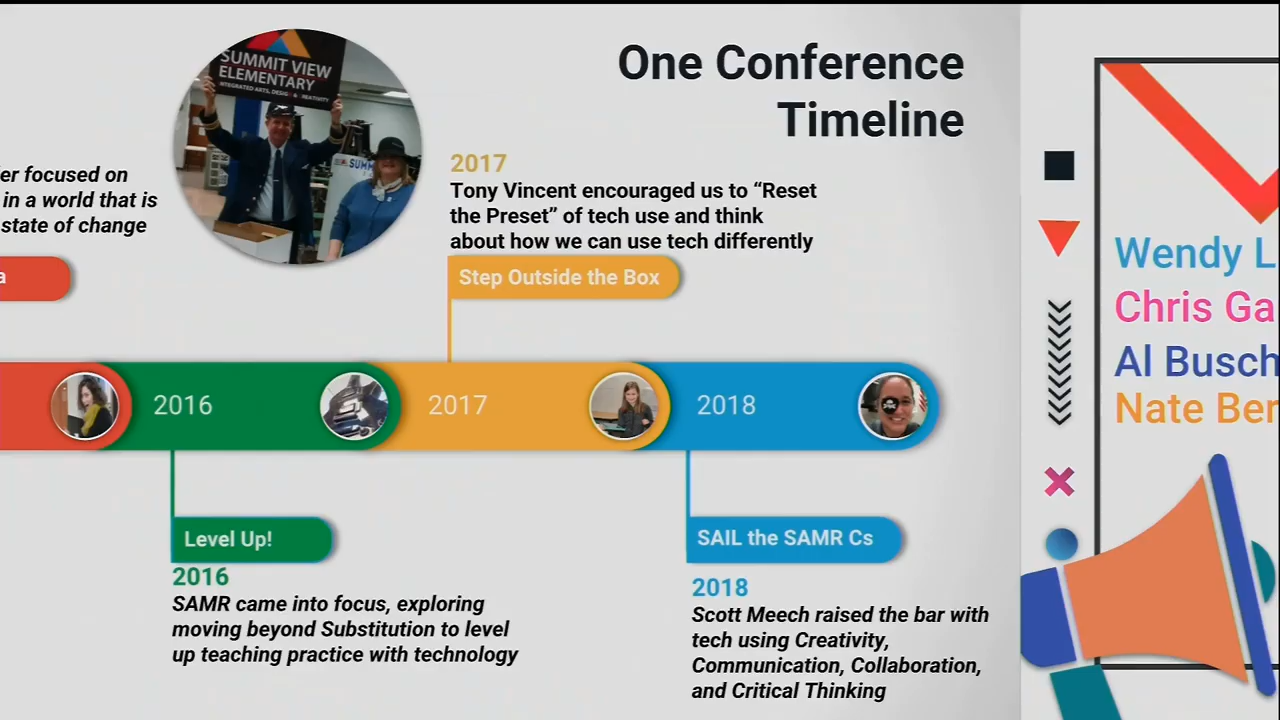 One Conference
Timeline
SUMMIT VIEW
ELEMENTARY
er focused on
in a world that is
state of change
a
2017
Tony Vincent encouraged us to “Reset
the Preset” of tech use and think
about how we can use tech differently
Step Outside the Box
2016
2017
2018
Level Up!
2016
SAMR came into focus, exploring
moving beyond Substitution to level
up teaching practice with technology
SAIL the SAMR Cs
2018
Scott Meech raised the bar with
tech using Creativity,
Communication, Collaboration,
and Critical Thinking
Wendy L
Chris Ga
Al Busch
Nate Ber